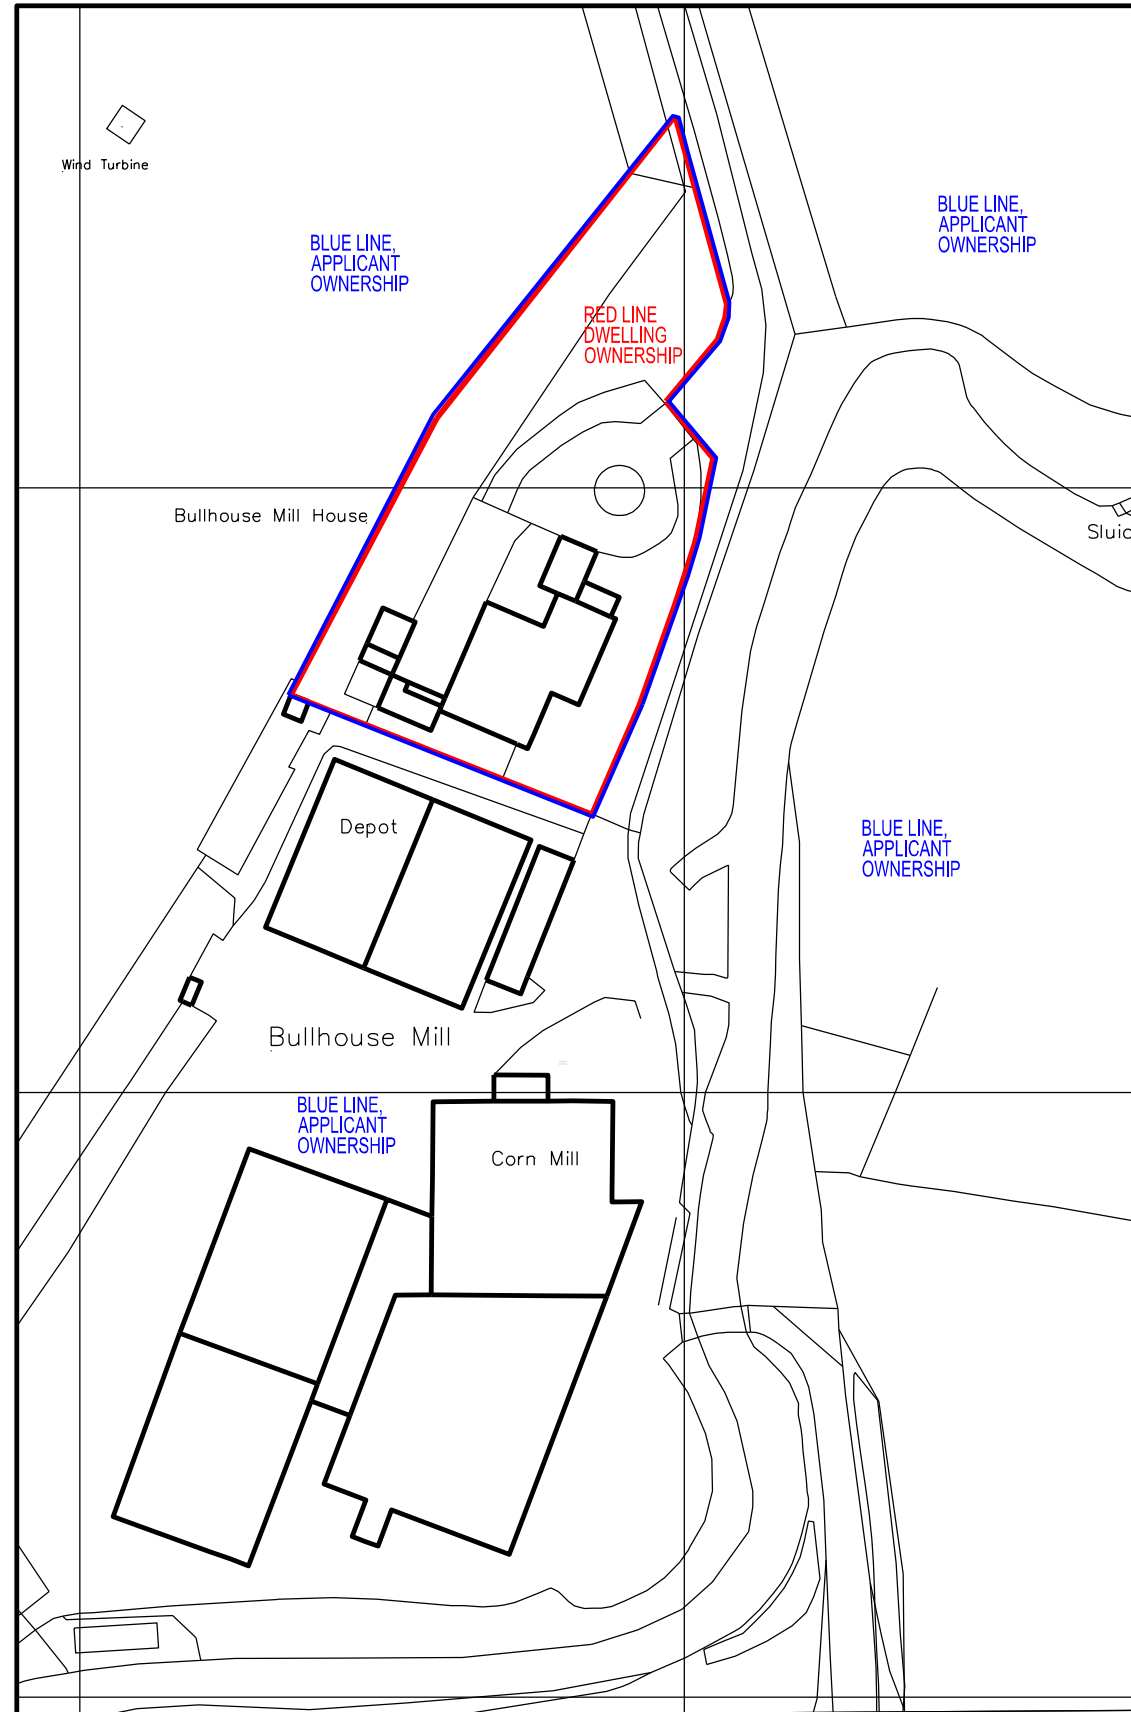 Wind Turbine
BLUE LINE,
APPLICANT
OWNERSHIP
BLUE LINE,
APPLICANT
OWNERSHIP
RED LINE
DWELLING
OWNERSHIP
Bullhouse Mill House
Sluic
Depot
BLUE LINE,
APPLICANT
OWNERSHIP
Bullhouse Mill
BLUE LINE,
APPLICANT
OWNERSHIP
Corn Mill